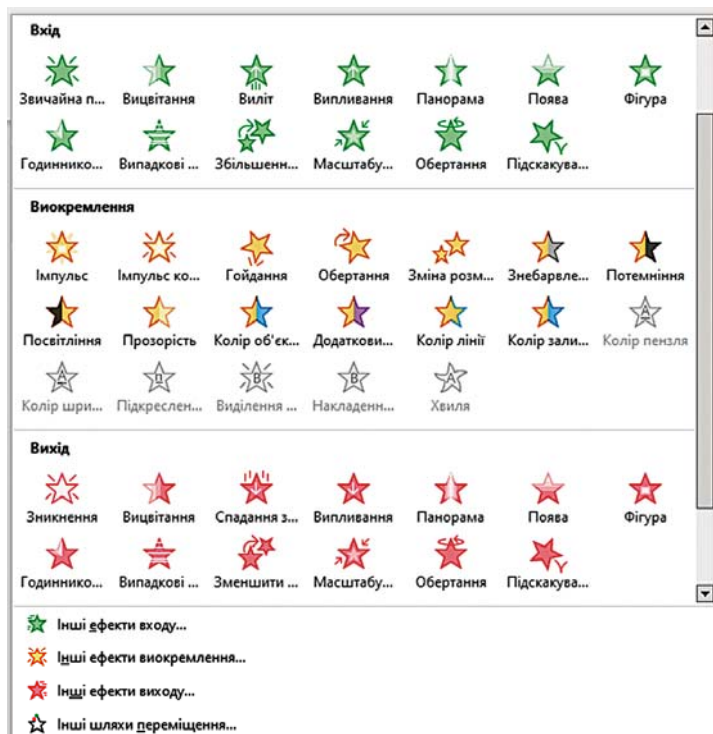 Вхід
Звичайна п... Вицвітання Виліт Випливання Панорама Поява Фігура
Годиннико... Випадкові ... Збільшенн... Масштабу... Обертання Підскакува...
Виокремлення
Імпульс Імпульс ко... Гойдання Обертання Зміна розм... Знебарвле... Потемніння
Посвітління Прозорість Колір об'єк... Додаткови... Колір лінії Колір зали... Колір пензля
Колір шри... Підкреслен... Виділення ... Накладенн... Хвиля
Вихід
Зникнення Вицвітання Спадання з... Випливання Панорама Поява Фігура
Годиннико... Випадкові ... Зменшити ... Масштабу... Обертання Підскакува...
Інші ефекти входу...
Інші ефекти виокремлення...
Інші ефекти виходу...
Інші шляхи переміщення...